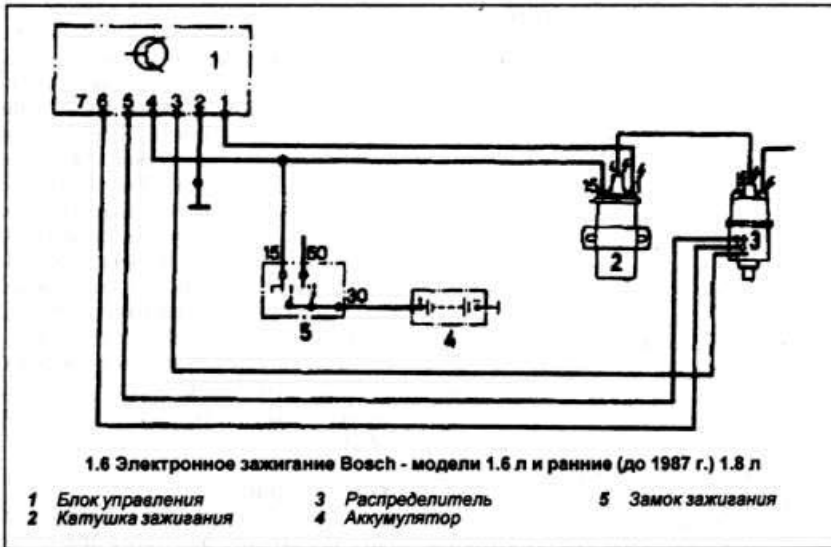 1
7 6 5 4 3 2 1
15
15 50
30
2
3
5
4
1.6 Электронное зажигание Bosch - модели 1.6 л и ранние (до 1987 г.) 1.8 л
1 Блок управления 3 Распределитель 5 Замок зажигания
2 Катушка зажигания 4 Аккумулятор